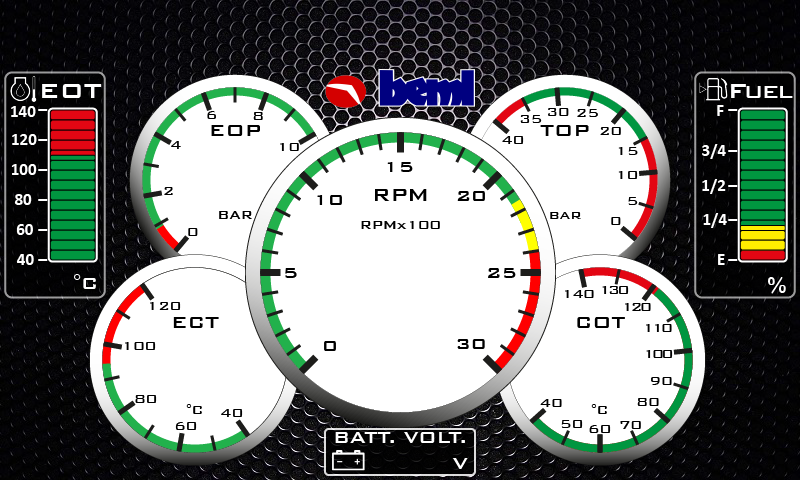 beml
EOT
140
120
100
80
60
40
°C
EOP
0
2
4
6
8
10
BAR
RPM
RPMx100
0
5
10
15
20
25
30
TOP
40
35
30
25
20
15
10
5
0
BAR
FUEL
F
3/4
1/2
1/4
E
%
ECT
120
100
80
60
40
°C
COT
140
130
120
110
100
90
80
70
60
50
40
°C
BATT. VOLT.
- +
V